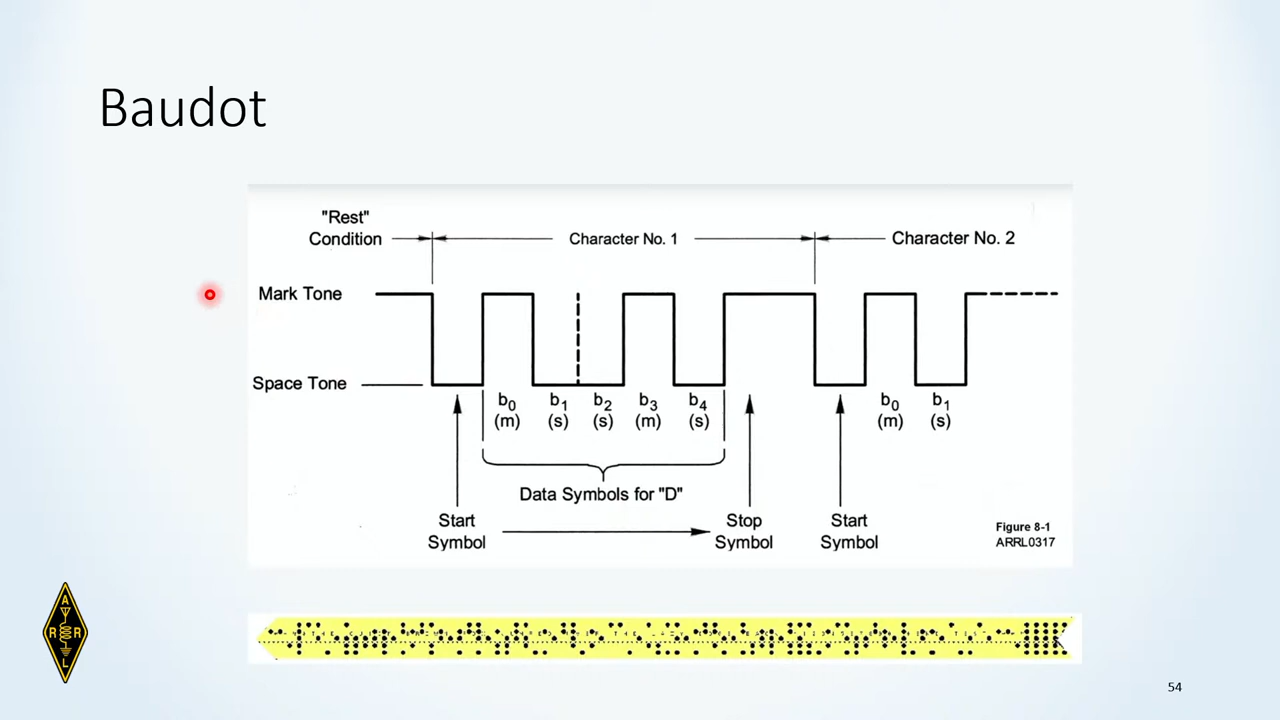 Baudot
"Rest"
Condition
Character No. 1
Character No. 2
Mark Tone
Space Tone
b0 b1 b2 b3 b4 b0 b1
(m) (s) (s) (m) (s) (m) (s)
Data Symbols for "D"
Start Stop Start
Symbol Symbol Symbol
Figure 8-1
ARRL0317
A
R R
L
54